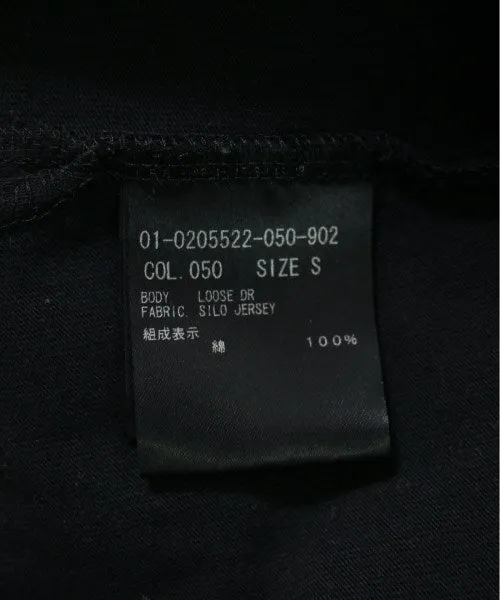 01-0205522-050-902
COL.050 SIZE S
BODY LOOSE DR
FABRIC. SILO JERSEY
組成表示
綿 100%